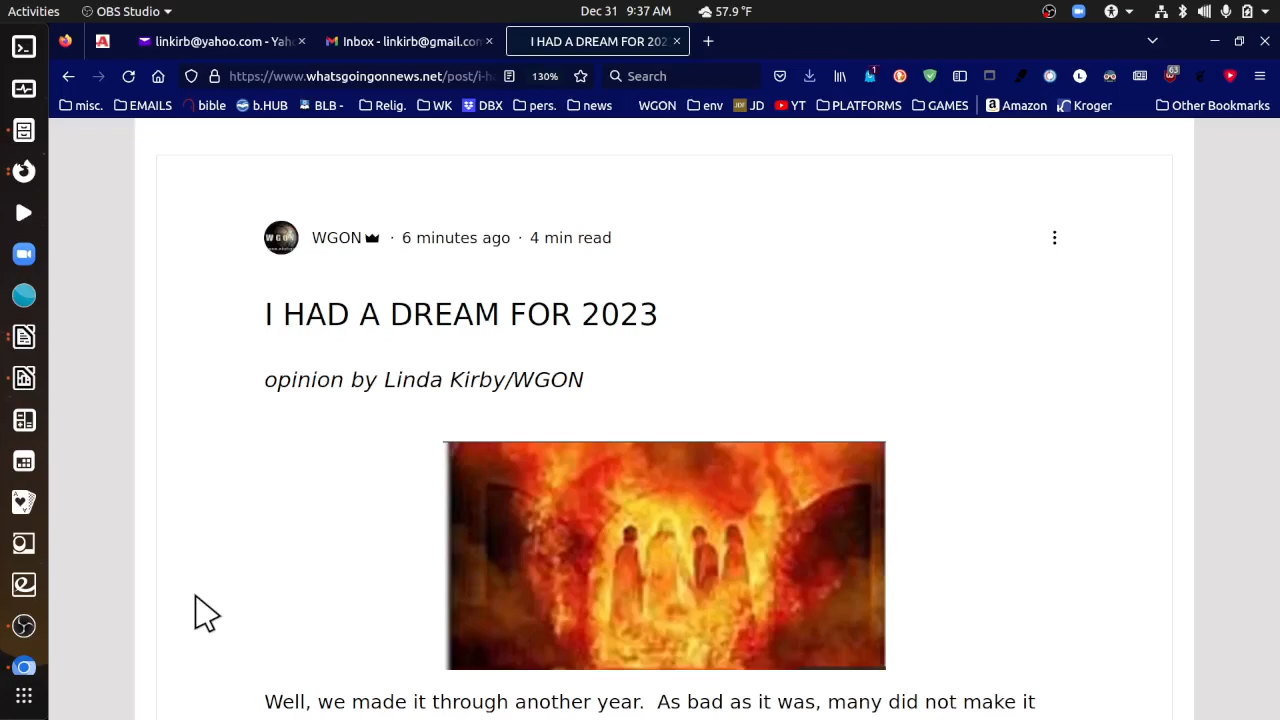 Activities OBS Studio Dec 31 9:37 AM 57.9 °F
linkirb@yahoo.com - Yah Inbox - linkirb@gmail.com I HAD A DREAM FOR 202
https://www.whatsgoingonnews.net/post/i-ha 130% Search 1 63
misc. EMAILS bible b.HUB BLB - Relig. WK DBX pers. news WGON env JD YT PLATFORMS GAMES Amazon Kroger Other Bookmarks
WGON · 6 minutes ago · 4 min read
I HAD A DREAM FOR 2023
opinion by Linda Kirby/WGON
Well, we made it through another year. As bad as it was, many did not make it